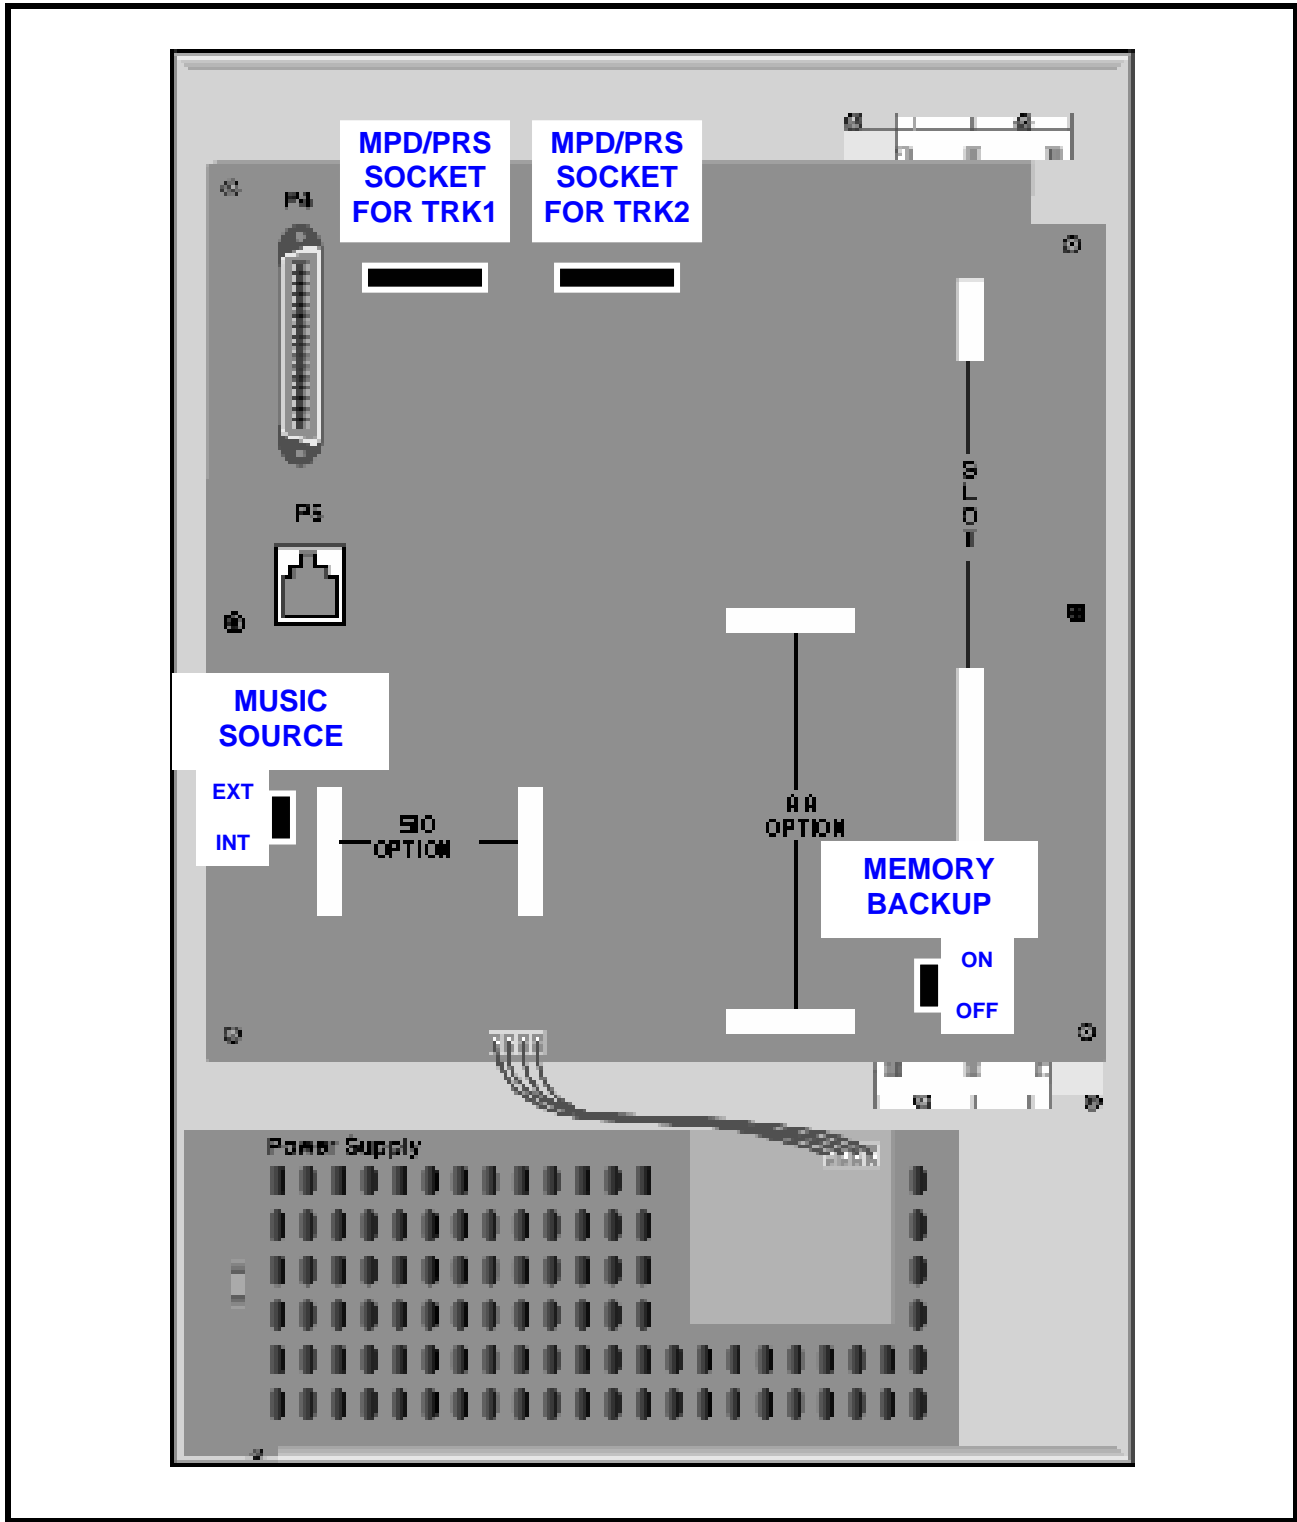 MPD/PRS
SOCKET
FOR TRK1
MPD/PRS
SOCKET
FOR TRK2
P4
P5
SLOT
MUSIC
SOURCE
EXT
INT
SIO
OPTION
AA
OPTION
MEMORY
BACKUP
ON
OFF
Power Supply